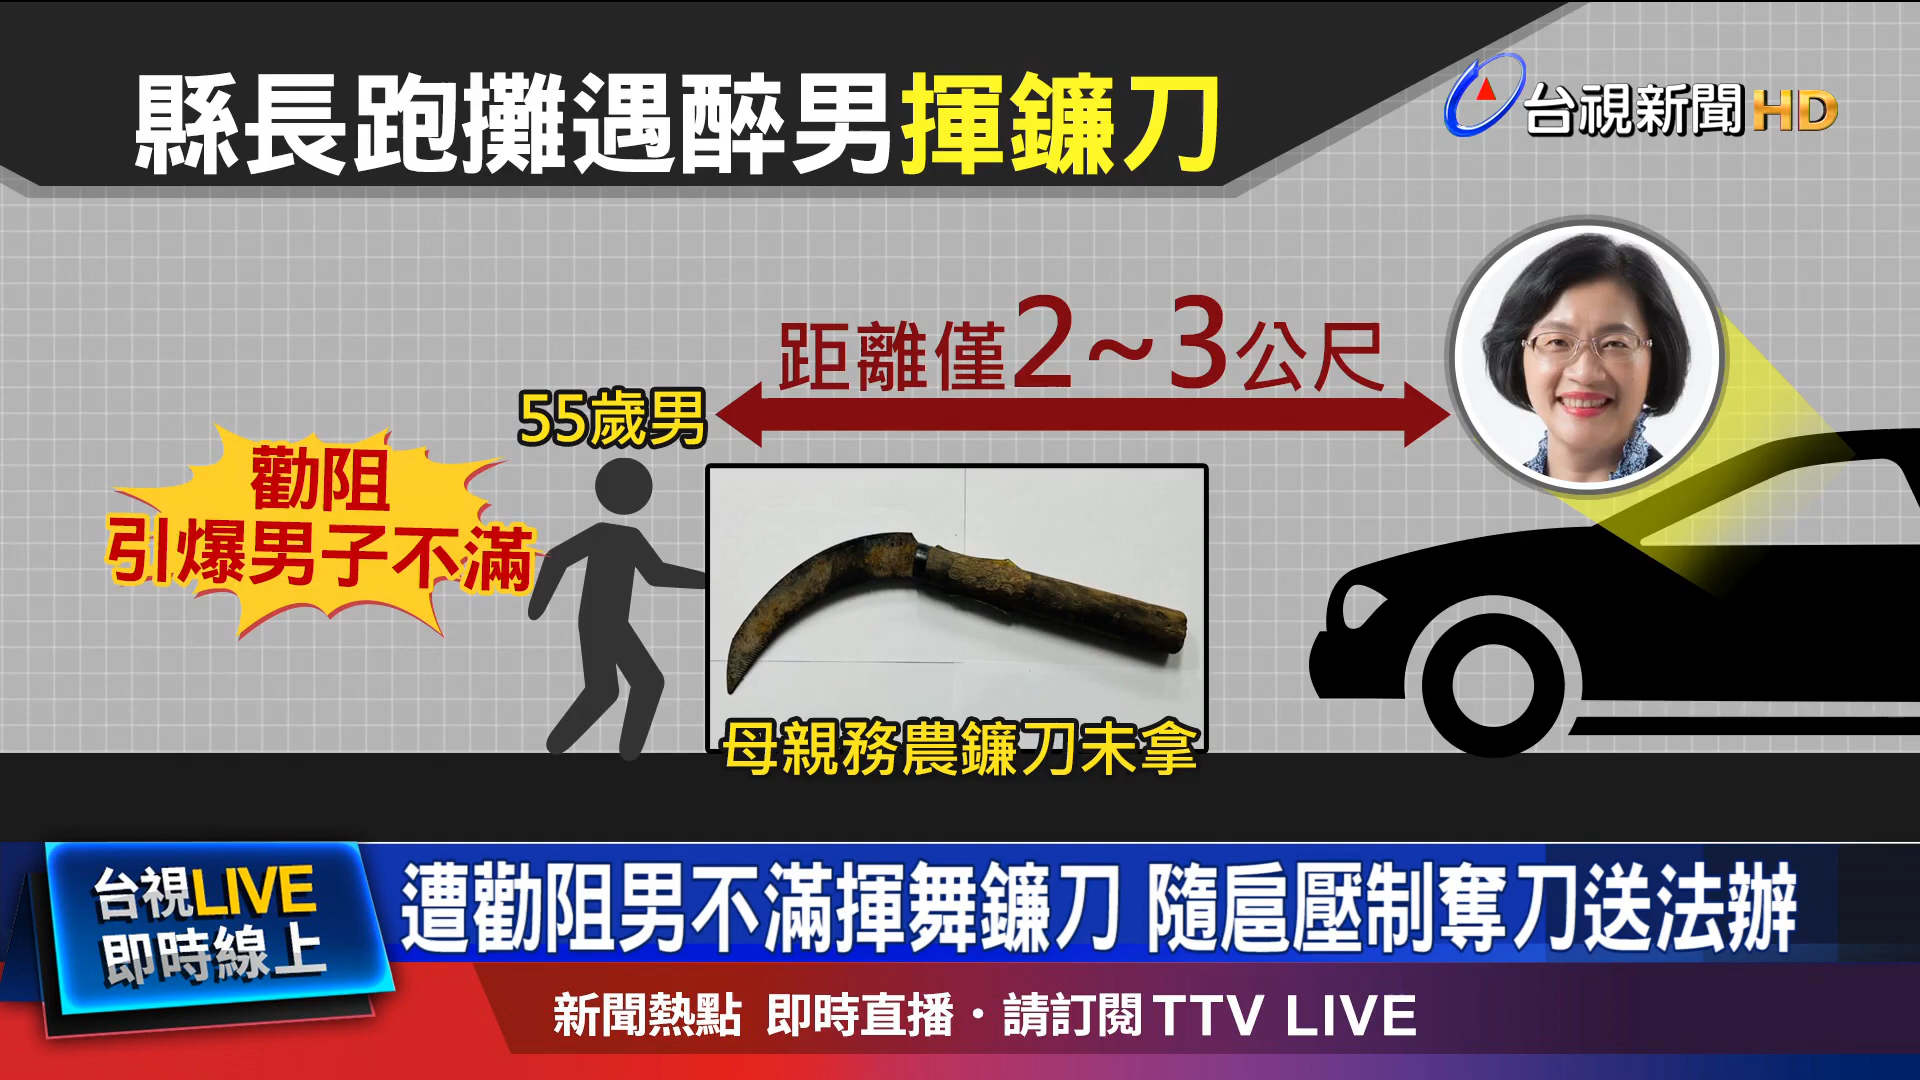 縣長跑攤遇醉男揮鐮刀
台視新聞HD
距離僅2~3公尺
55歲男
勸阻
引爆男子不滿
母親務農鐮刀未拿
台視LIVE
即時線上
遭勸阻男不滿揮舞鐮刀 隨扈壓制奪刀送法辦
新聞熱點 即時直播・請訂閱TTV LIVE